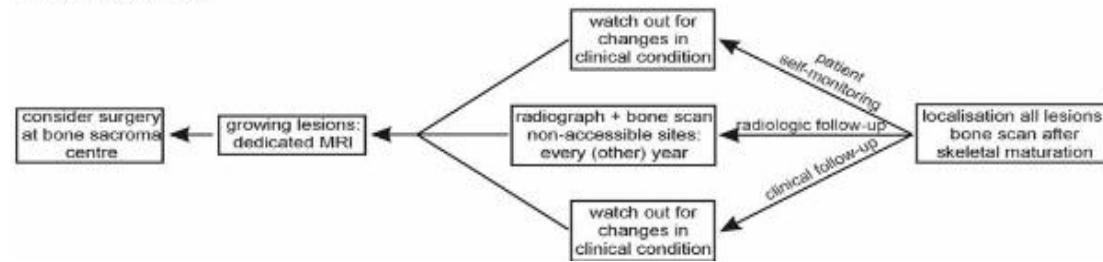 watch out for
changes in
clinical condition
patient
self-monitoring
consider surgery
at bone sacroma
centre
growing lesions:
dedicated MRI
radiograph + bone scan
non-accessible sites:
every (other) year
radiologic follow-up
localisation all lesions
bone scan after
skeletal maturation
clinical follow-up
watch out for
changes in
clinical condition